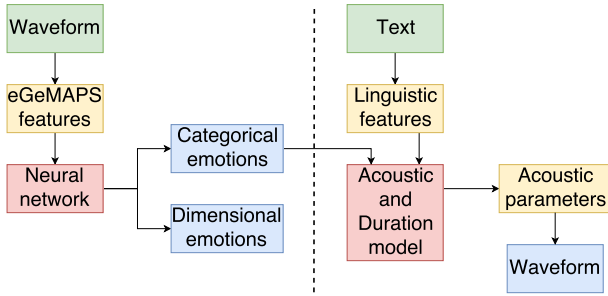 Waveform
eGeMAPS
features
Neural
network
Categorical
emotions
Dimensional
emotions
Text
Linguistic
features
Acoustic
and
Duration
model
Acoustic
parameters
Waveform